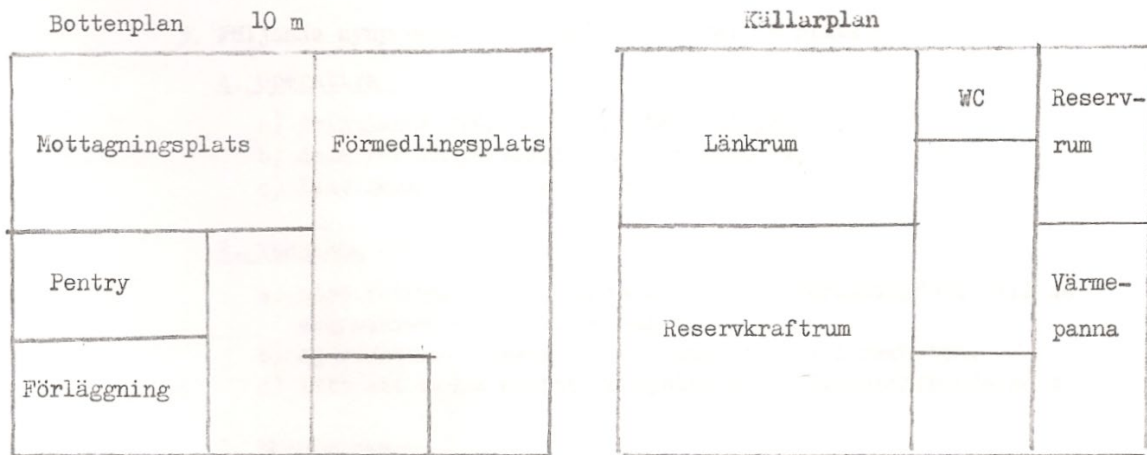 Bottenplan 10 m
Mottagningsplats
Förmedlingsplats
Pentry
Förläggning
Källarplan
WC
Reserv-
rum
Länkrum
Värme-
panna
Reservkraftrum